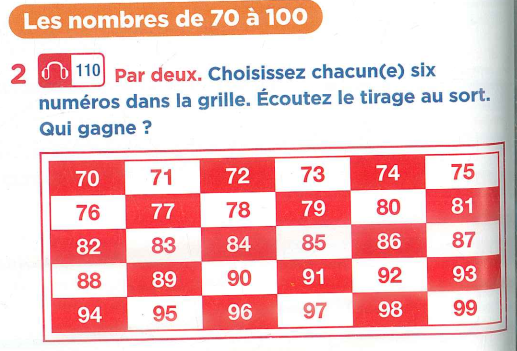 Les nombres de 70 à 100
2 110 Par deux. Choisissez chacun(e) six
numéros dans la grille. Écoutez le tirage au sort.
Qui gagne ?
70 71 72 73 74 75
76 77 78 79 80 81
82 83 84 85 86 87
88 89 90 91 92 93
94 95 96 97 98 99